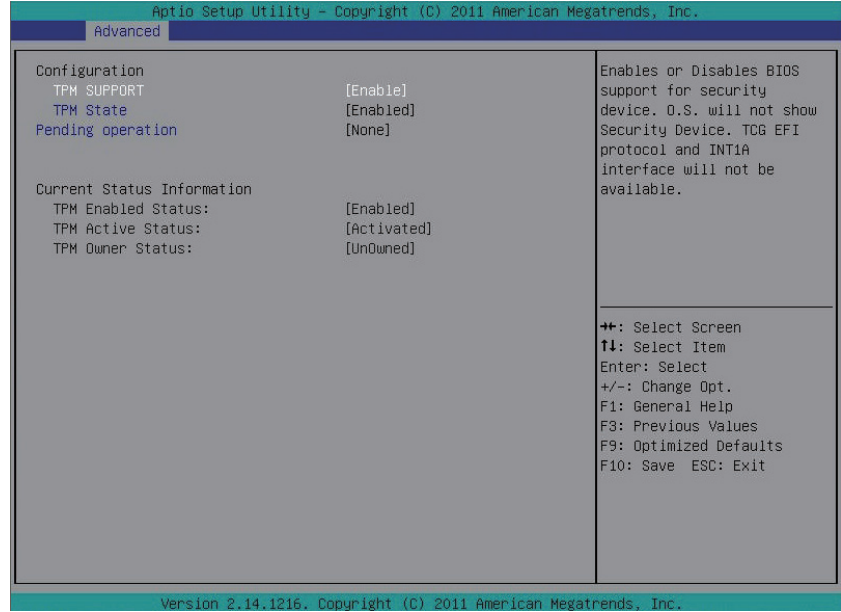 Aptio Setup Utility - Copyright (C) 2011 American Megatrends, Inc.
Advanced
Configuration
TPM SUPPORT [Enable]
TPM State [Enabled]
Pending operation [None]
Current Status Information
TPM Enabled Status: [Enabled]
TPM Active Status: [Activated]
TPM Owner Status: [UnOwned]
Enables or Disables BIOS
support for security
device. O.S. will not show
Security Device. TCG EFI
protocol and INT1A
interface will not be
available.
→←: Select Screen
↑↓: Select Item
Enter: Select
+/-: Change Opt.
F1: General Help
F3: Previous Values
F9: Optimized Defaults
F10: Save ESC: Exit
Version 2.14.1216. Copyright (C) 2011 American Megatrends, Inc.